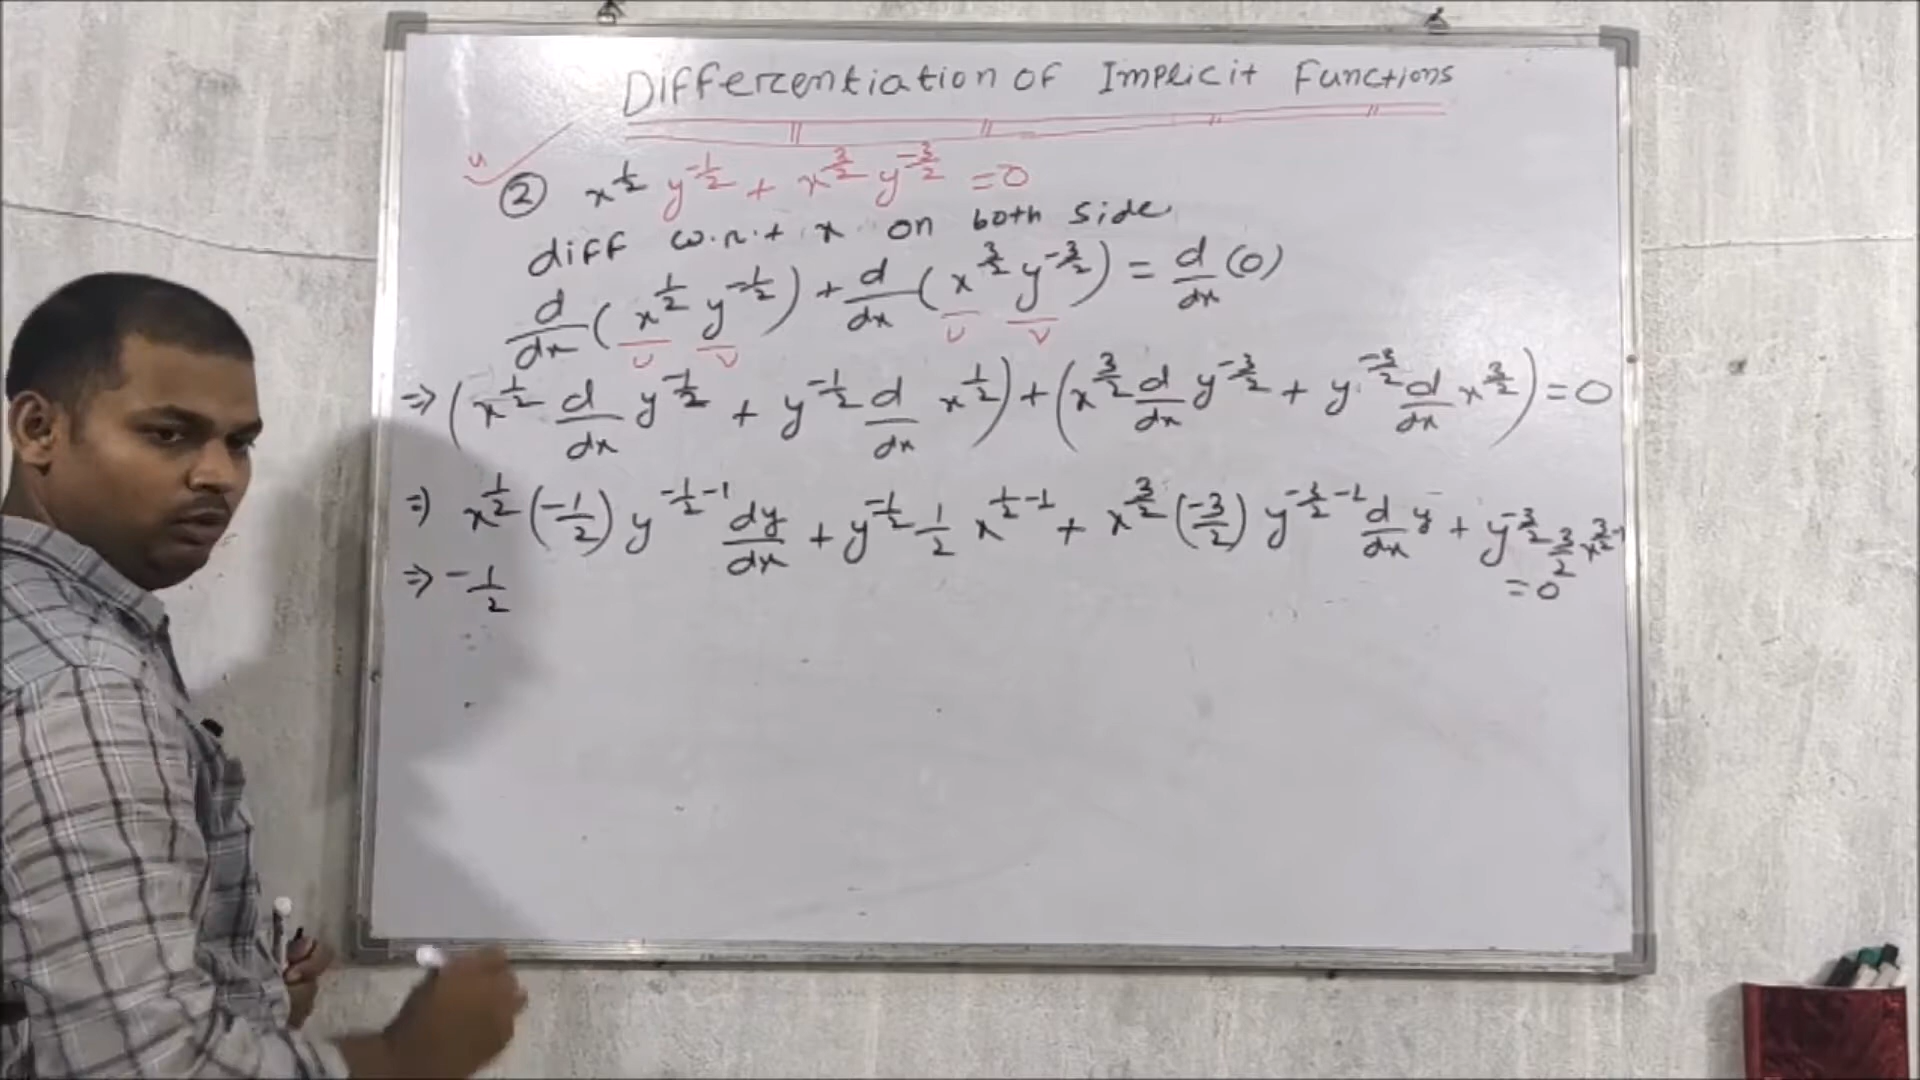 Differentiation of Implicit Functions
② x^{1/2} y^{-1/2} + x^{3/2} y^{-3/2} = 0
diff w.r.t x on both side
d/dx ( x^{1/2} y^{-1/2} ) + d/dx ( x^{3/2} y^{-3/2} ) = d/dx (0)
U V U V
⇒ ( x^{1/2} d/dx y^{-1/2} + y^{-1/2} d/dx x^{1/2} ) + ( x^{3/2} d/dx y^{-3/2} + y^{-3/2} d/dx x^{3/2} ) = 0
⇒ x^{1/2} (-1/2) y^{-1/2-1} dy/dx + y^{-1/2} 1/2 x^{1/2-1} + x^{3/2} (-3/2) y^{-3/2-1} d/dx y + y^{-3/2} 3/2 x^{3/2-1}
= 0
⇒ -1/2